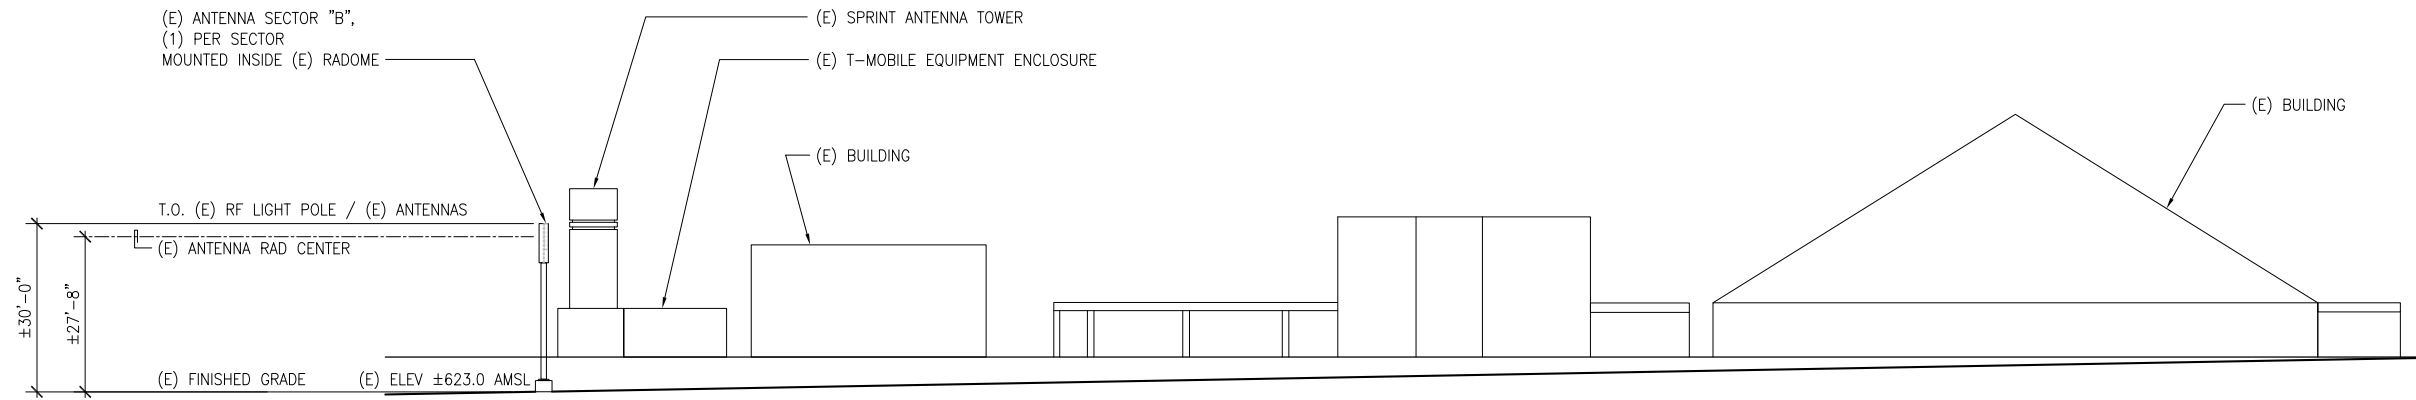 (E) ANTENNA SECTOR "B",
(1) PER SECTOR
MOUNTED INSIDE (E) RADOME
(E) SPRINT ANTENNA TOWER
(E) T-MOBILE EQUIPMENT ENCLOSURE
(E) BUILDING
(E) BUILDING
T.O. (E) RF LIGHT POLE / (E) ANTENNAS
(E) ANTENNA RAD CENTER
±30'-0"
±27'-8"
(E) FINISHED GRADE
(E) ELEV ±623.0 AMSL